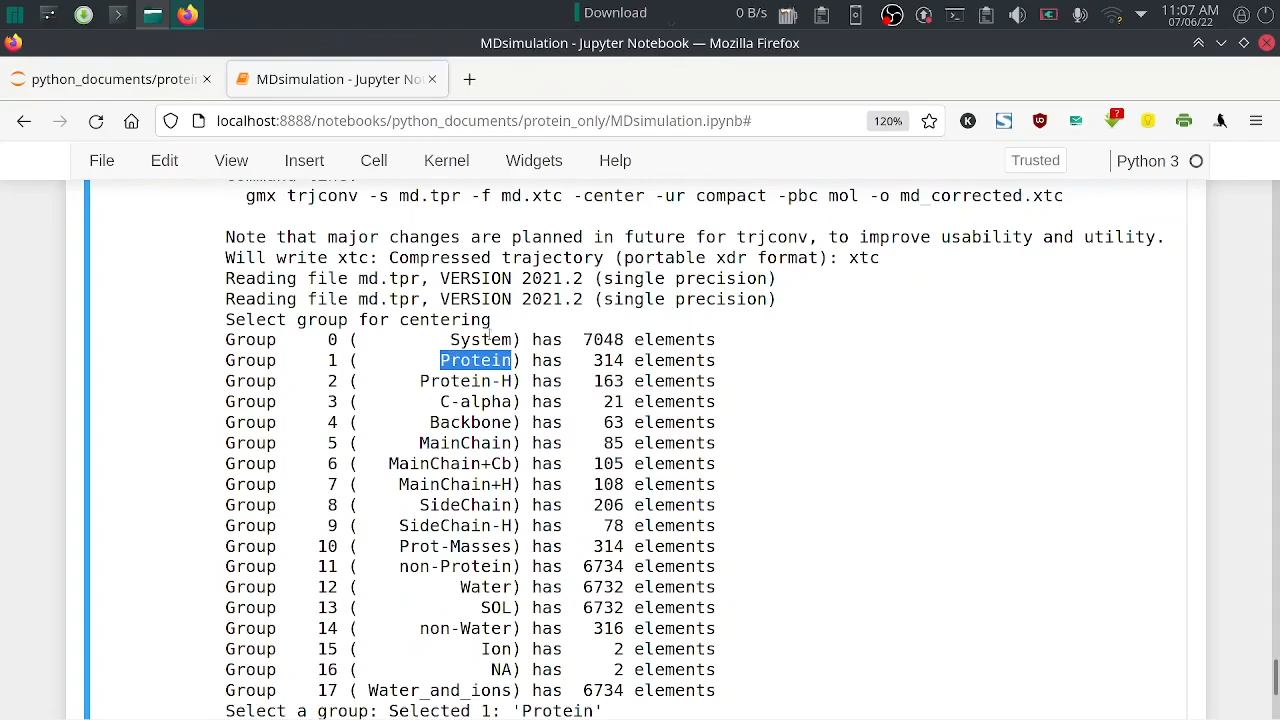 Download
0 B/s
11:07 AM
07/06/22
MDsimulation - Jupyter Notebook — Mozilla Firefox
python_documents/protei
MDsimulation - Jupyter No
localhost:8888/notebooks/python_documents/protein_only/MDsimulation.ipynb#
120%
File Edit View Insert Cell Kernel Widgets Help Trusted Python 3
gmx trjconv -s md.tpr -f md.xtc -center -ur compact -pbc mol -o md_corrected.xtc
Note that major changes are planned in future for trjconv, to improve usability and utility.
Will write xtc: Compressed trajectory (portable xdr format): xtc
Reading file md.tpr, VERSION 2021.2 (single precision)
Reading file md.tpr, VERSION 2021.2 (single precision)
Select group for centering
Group 0 ( System) has 7048 elements
Group 1 ( Protein) has 314 elements
Group 2 ( Protein-H) has 163 elements
Group 3 ( C-alpha) has 21 elements
Group 4 ( Backbone) has 63 elements
Group 5 ( MainChain) has 85 elements
Group 6 ( MainChain+Cb) has 105 elements
Group 7 ( MainChain+H) has 108 elements
Group 8 ( SideChain) has 206 elements
Group 9 ( SideChain-H) has 78 elements
Group 10 ( Prot-Masses) has 314 elements
Group 11 ( non-Protein) has 6734 elements
Group 12 ( Water) has 6732 elements
Group 13 ( SOL) has 6732 elements
Group 14 ( non-Water) has 316 elements
Group 15 ( Ion) has 2 elements
Group 16 ( NA) has 2 elements
Group 17 ( Water_and_ions) has 6734 elements
Select a group: Selected 1: 'Protein'